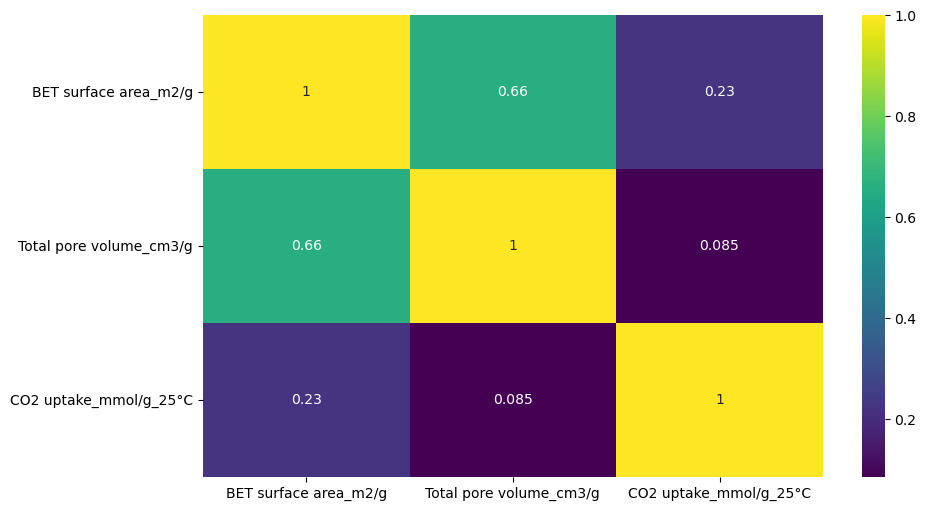 BET surface area_m2/g
1
0.66
0.23
Total pore volume_cm3/g
0.66
1
0.085
CO2 uptake_mmol/g_25°C
0.23
0.085
1
BET surface area_m2/g
Total pore volume_cm3/g
CO2 uptake_mmol/g_25°C
1.0
0.8
0.6
0.4
0.2